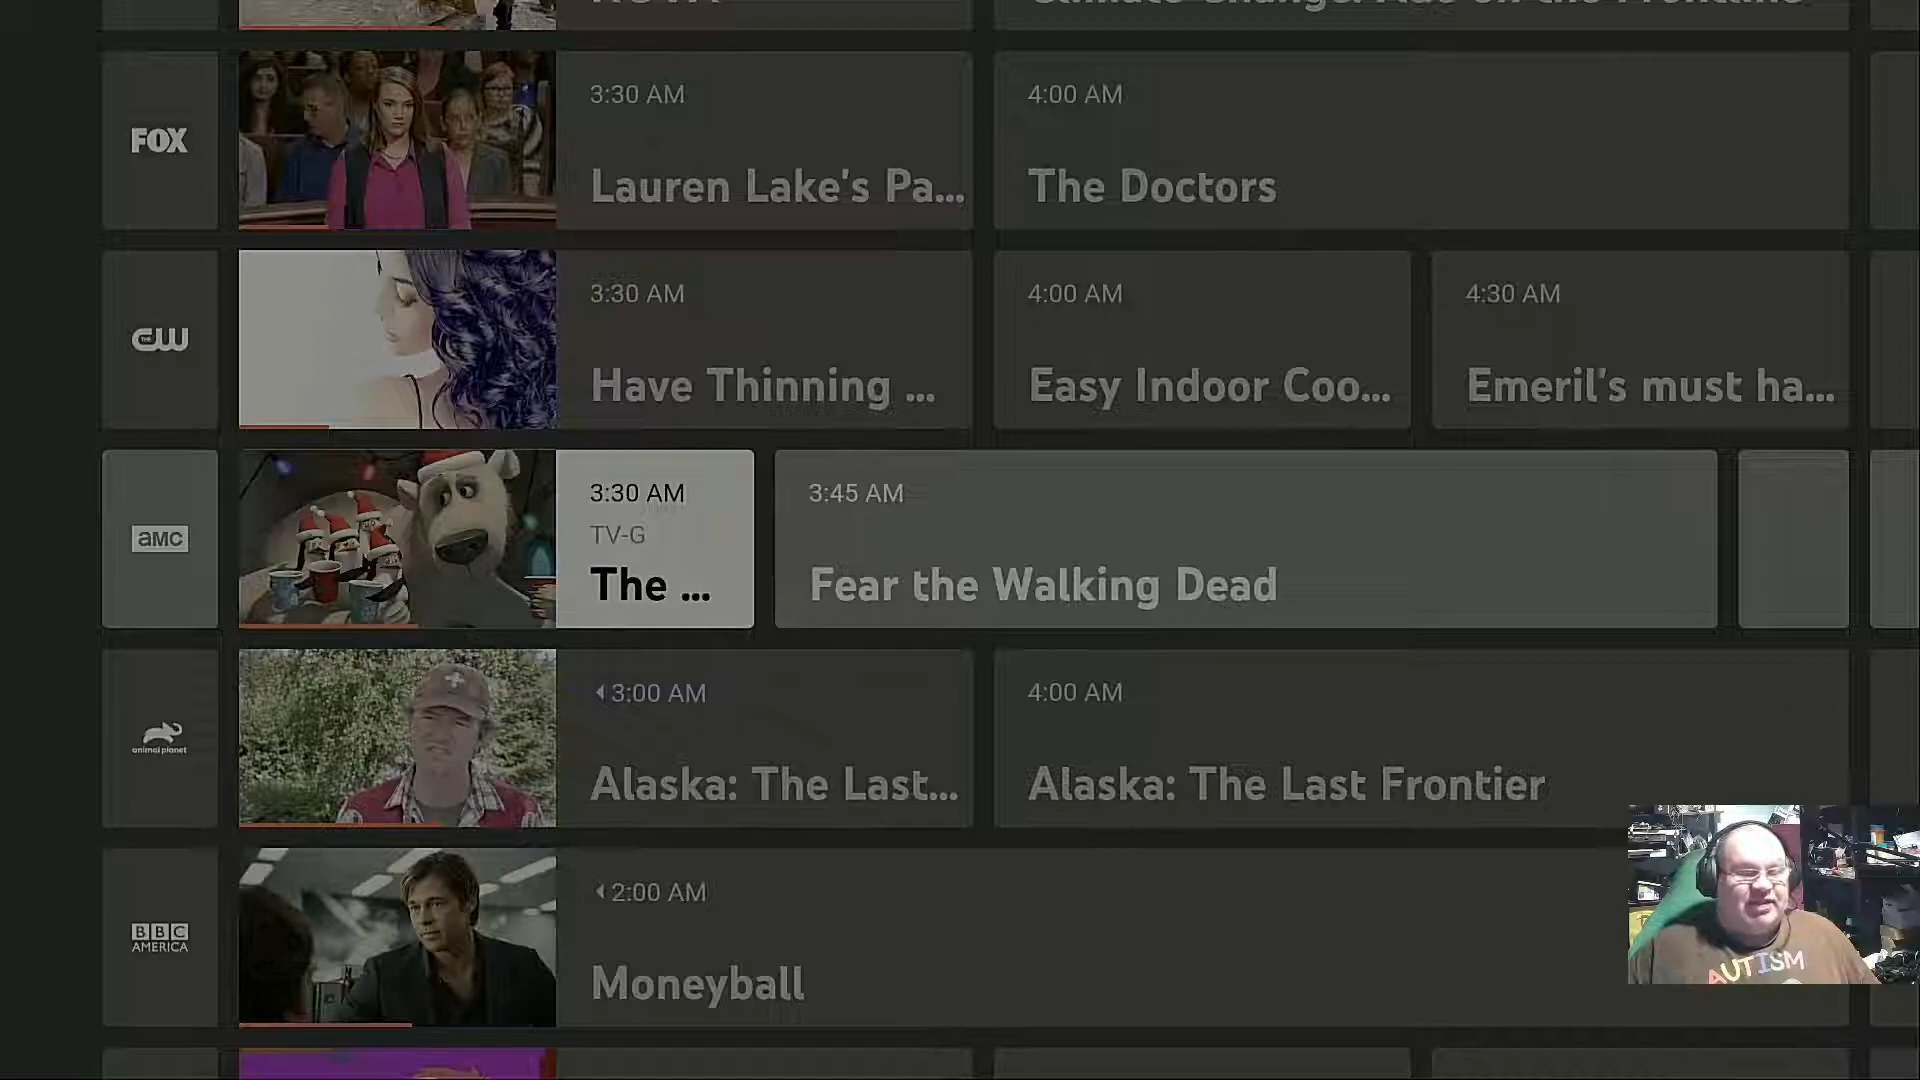 FOX
3:30 AM
Lauren Lake's Pa...
4:00 AM
The Doctors
THE CW
3:30 AM
Have Thinning ...
4:00 AM
Easy Indoor Coo...
4:30 AM
Emeril's must ha...
aMC
3:30 AM
TV-G
The ...
3:45 AM
Fear the Walking Dead
animal planet
3:00 AM
Alaska: The Last...
4:00 AM
Alaska: The Last Frontier
BBC
AMERICA
2:00 AM
Moneyball
AUTISM